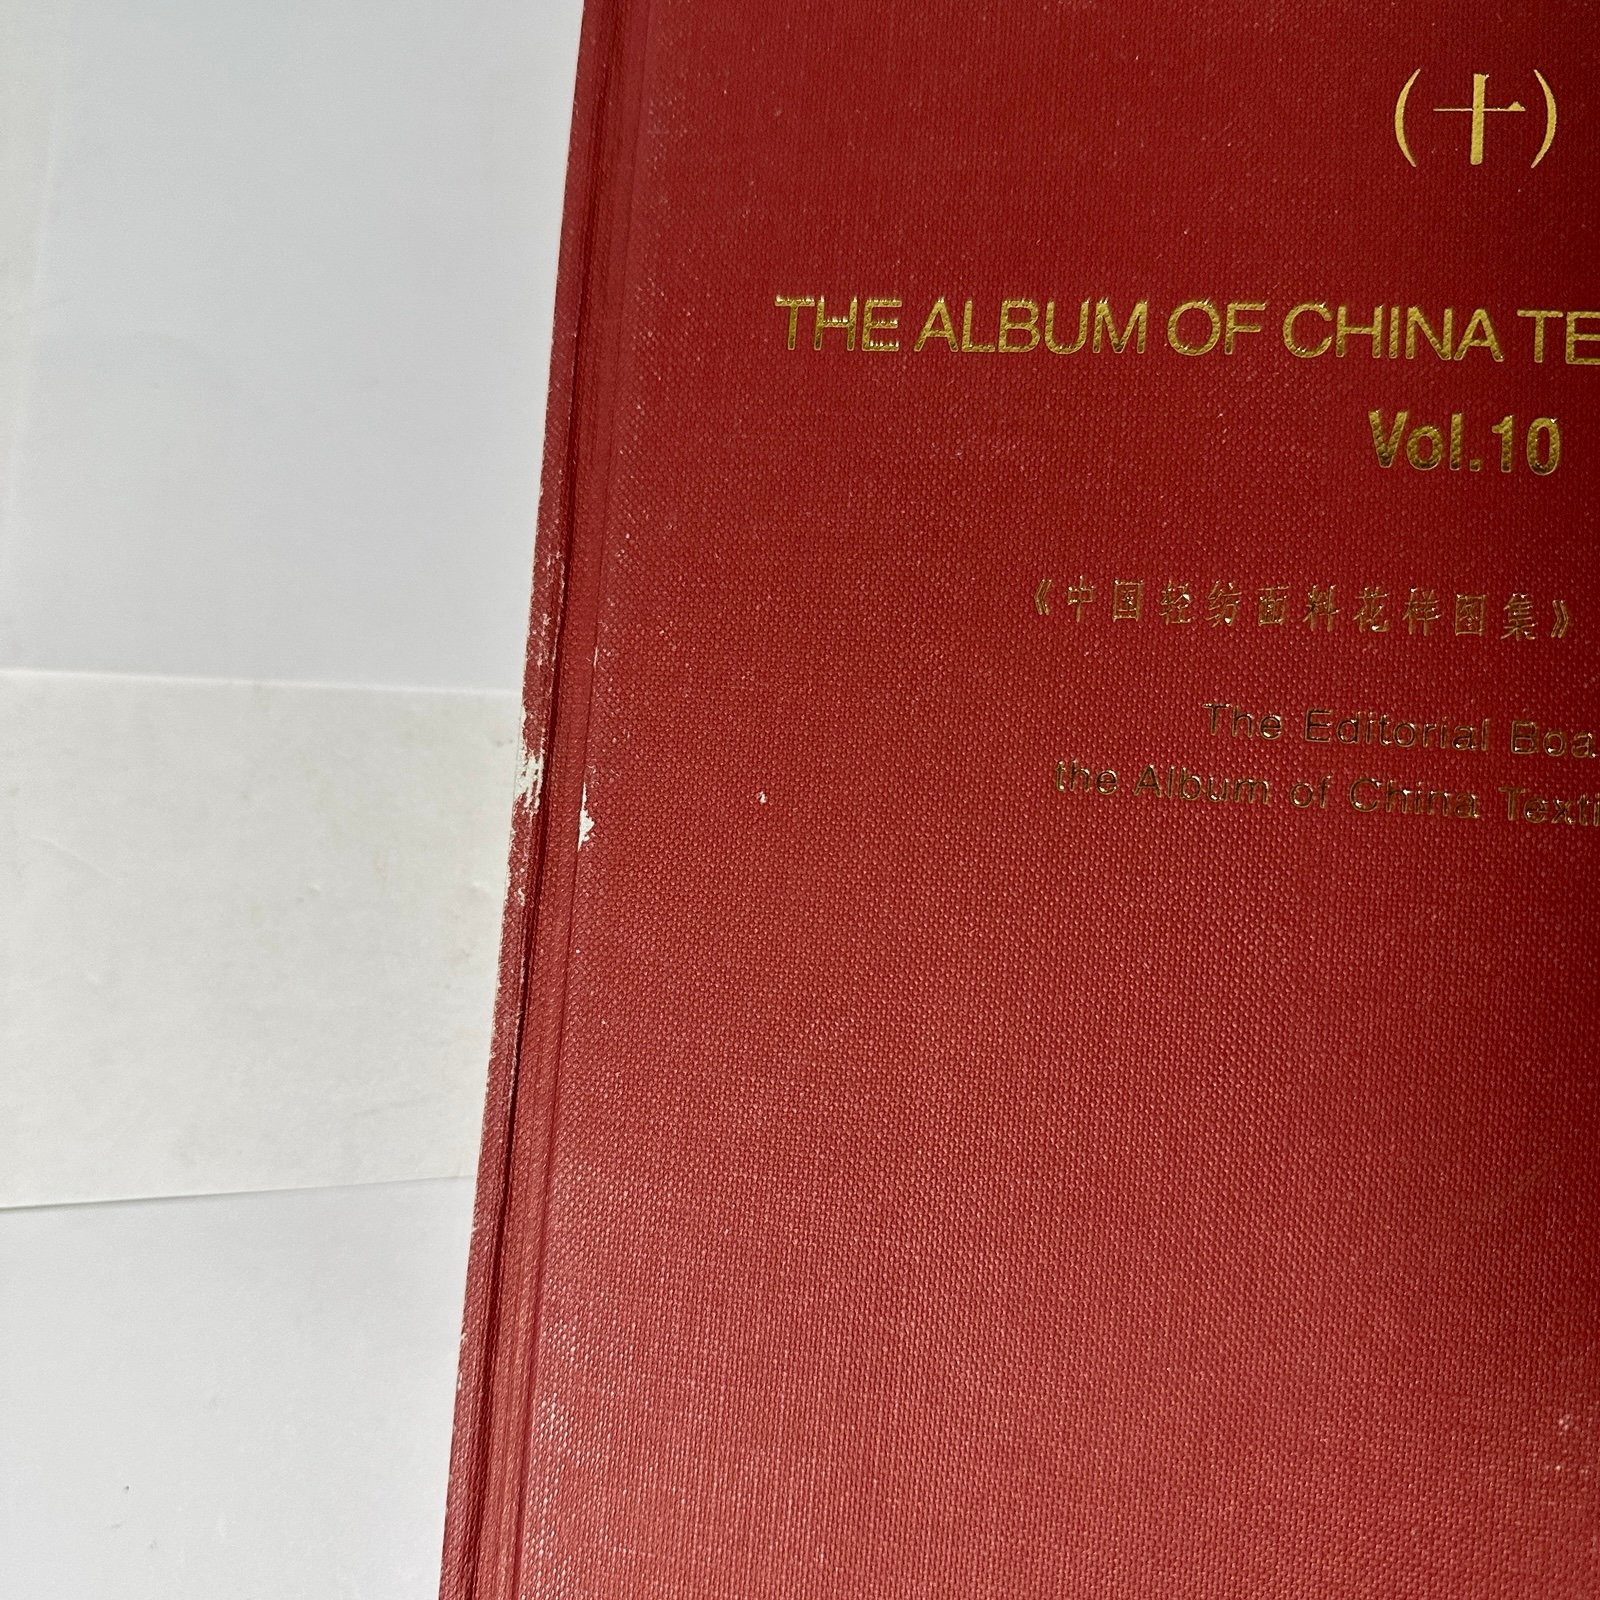 (十)
THE ALBUM OF CHINA TE
Vol.10
《中国轻纺面料花样图集》
The Editorial Boa
the Album of China Texti